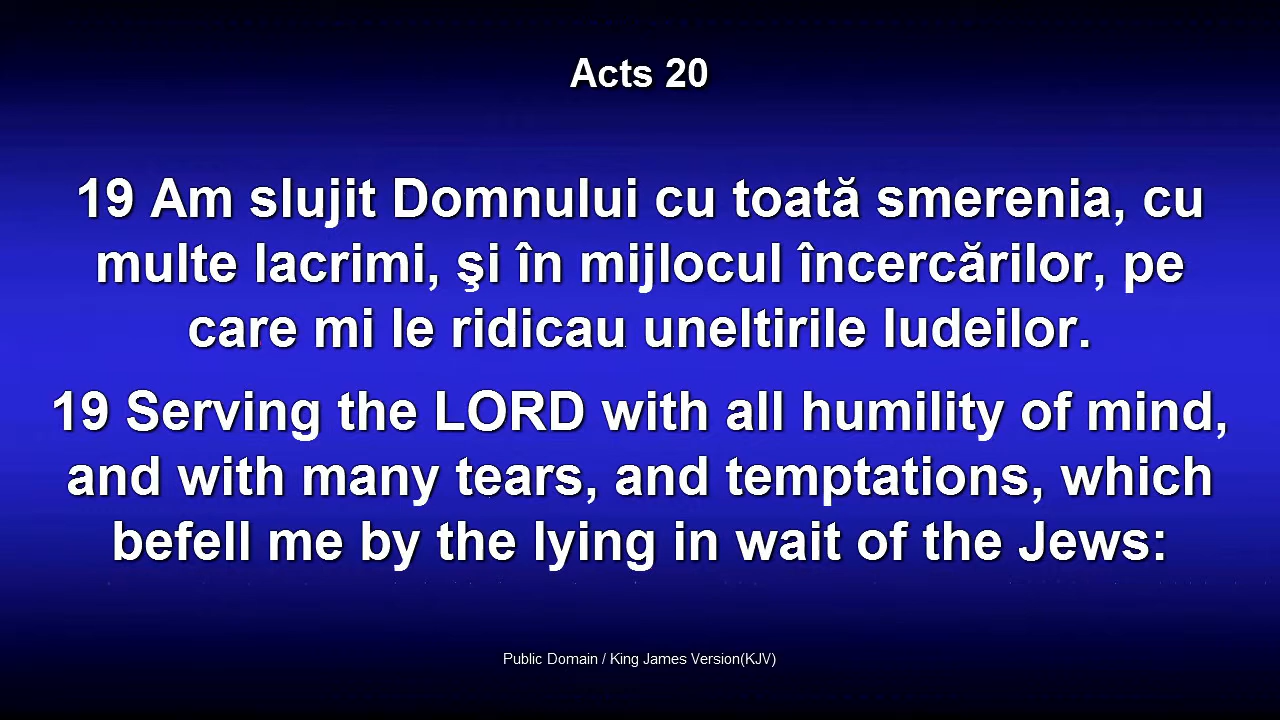 Acts 20
19 Am slujit Domnului cu toată smerenia, cu
multe lacrimi, şi în mijlocul încercărilor, pe
care mi le ridicau uneltirile Iudeilor.
19 Serving the LORD with all humility of mind,
and with many tears, and temptations, which
befell me by the lying in wait of the Jews:
Public Domain / King James Version(KJV)